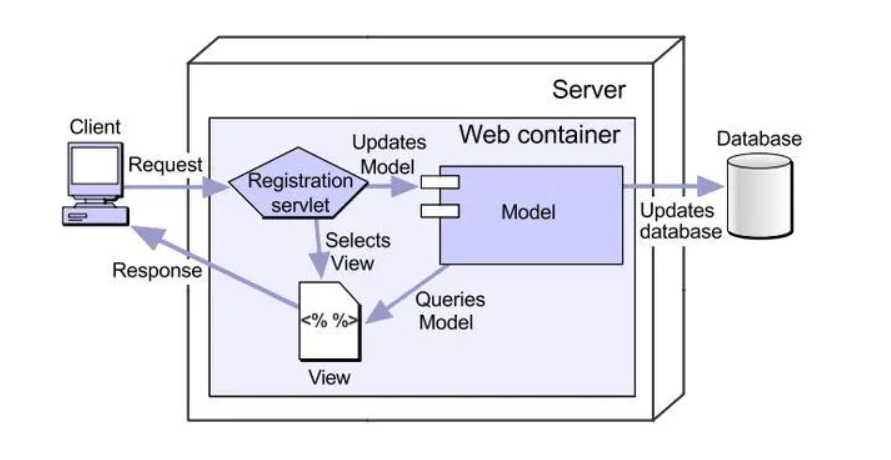 Server
Web container
Client
Request
Registration
servlet
Updates
Model
Model
Database
Updates
database
Selects
View
Response
Queries
Model
<% %>
View